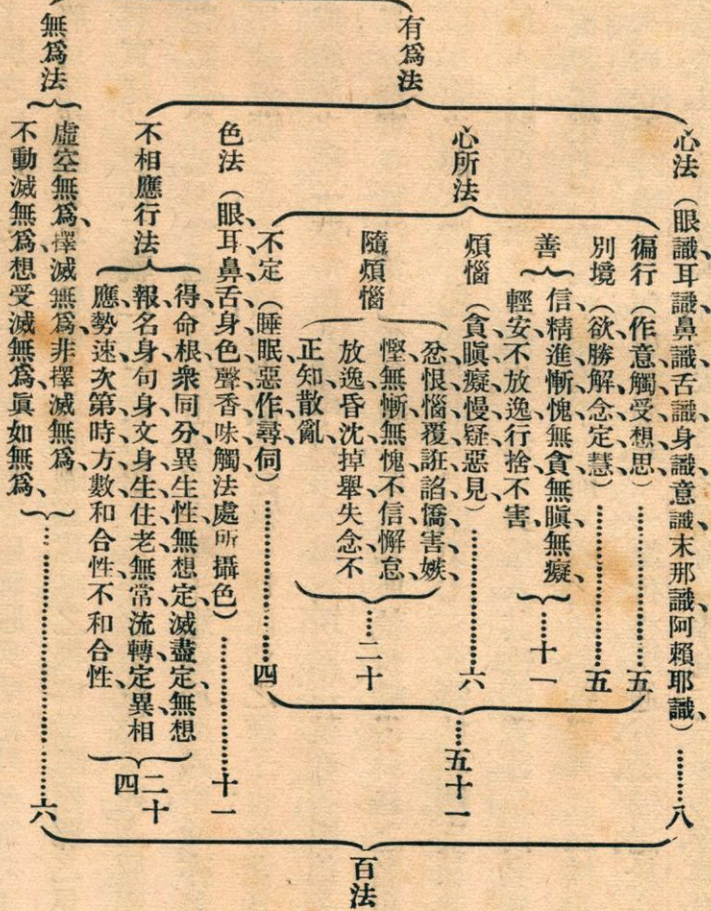 有爲法
心法（眼識、耳識、鼻識、舌識、身識、意識、末那識、阿賴耶識）………八
心所法
徧行（作意、觸、受、想、思）………五
別境（欲、勝解、念、定、慧）………五
善
信、精進、慚、愧、無貪、無瞋、無癡、
輕安、不放逸、行捨、不害、
……十一
煩惱（貪、瞋、癡、慢、疑、惡見）………六
隨煩惱
忿、恨、惱、覆、誑、諂、憍、害、嫉、
慳、無慚、無愧、不信、懈怠、
放逸、昏沈、掉舉、失念、不
正知、散亂、
……二十
不定（睡眠、惡作、尋、伺）………四
……五十一
色法（眼、耳、鼻、舌、身、色、聲、香、味、觸、法處所攝色）………十一
不相應行法
得、命根、衆同分、異生性、無想定、滅盡定、無想
報、名身、句身、文身、生、住、老、無常、流轉、定異、相
應、勢速、次第、時、方、數、和合性、不和合性、
二十四
無爲法
虛空無爲、擇滅無爲、非擇滅無爲、
不動滅無爲、想受滅無爲、眞如無爲、
………六
百法